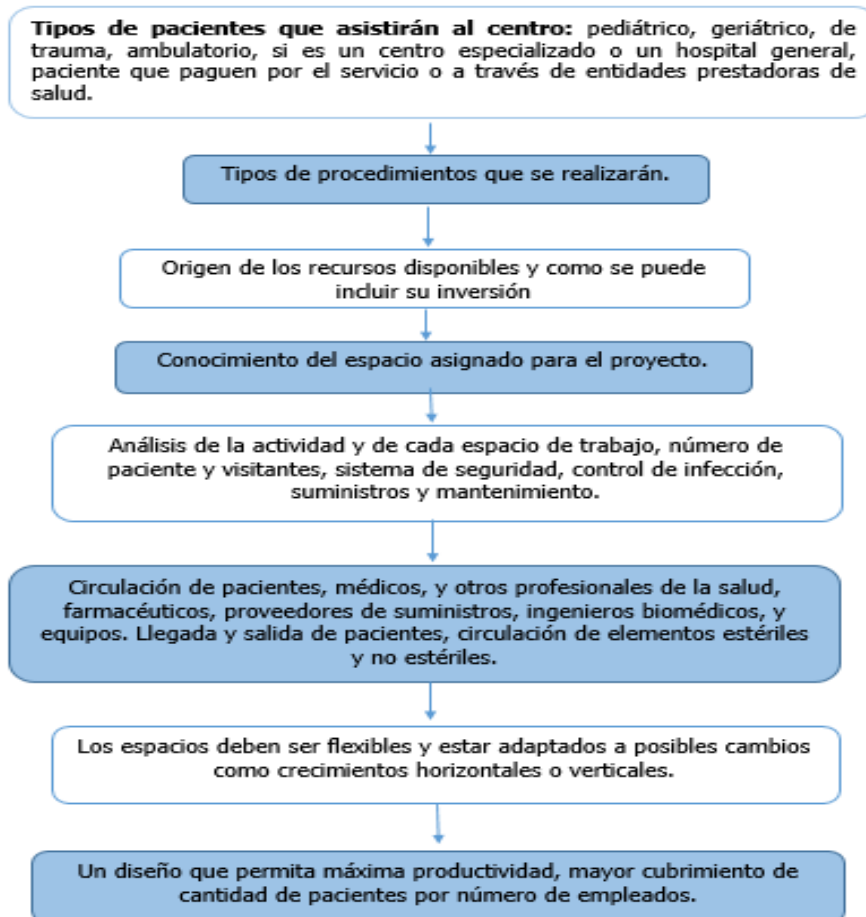 Tipos de pacientes que asistirán al centro: pediátrico, geriátrico, de
trauma, ambulatorio, si es un centro especializado o un hospital general,
paciente que paguen por el servicio o a través de entidades prestadoras de
salud.
Tipos de procedimientos que se realizarán.
Origen de los recursos disponibles y como se puede
incluir su inversión
Conocimiento del espacio asignado para el proyecto.
Análisis de la actividad y de cada espacio de trabajo, número de
paciente y visitantes, sistema de seguridad, control de infección,
suministros y mantenimiento.
Circulación de pacientes, médicos, y otros profesionales de la salud,
farmacéuticos, proveedores de suministros, ingenieros biomédicos, y
equipos. Llegada y salida de pacientes, circulación de elementos estériles
y no estériles.
Los espacios deben ser flexibles y estar adaptados a posibles cambios
como crecimientos horizontales o verticales.
Un diseño que permita máxima productividad, mayor cubrimiento de
cantidad de pacientes por número de empleados.